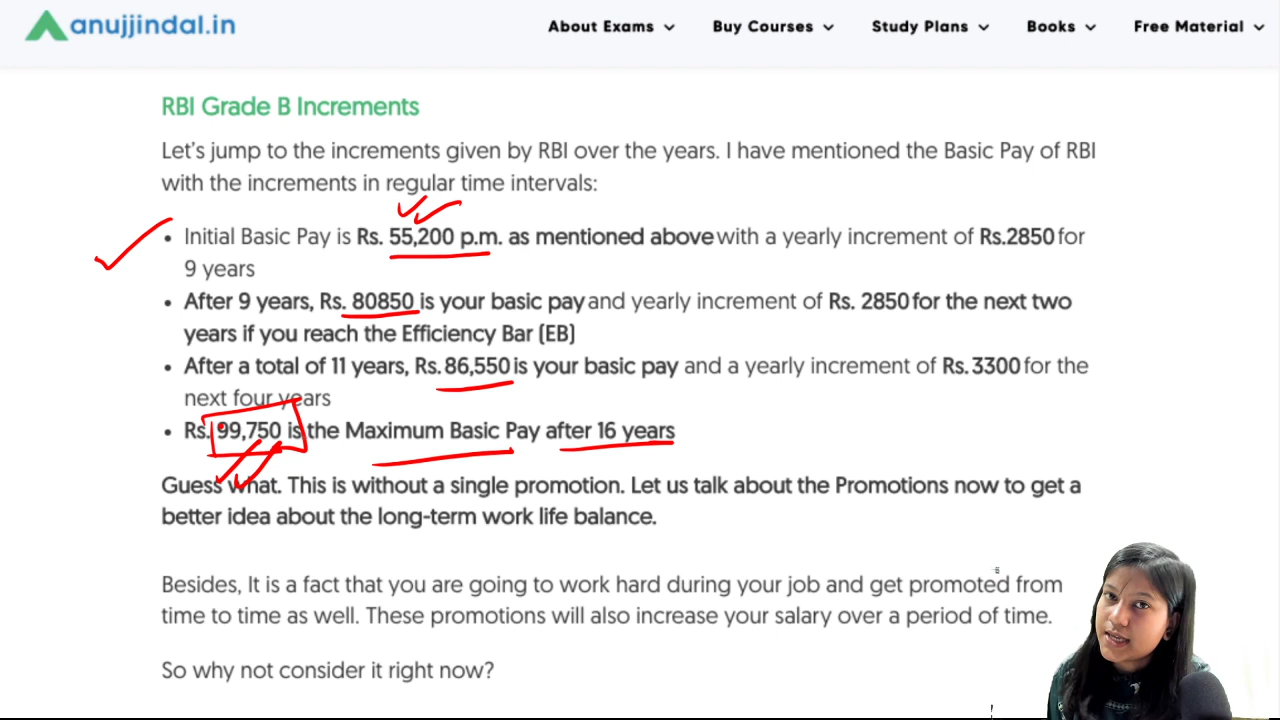 anujjindal.in
About Exams Buy Courses Study Plans Books Free Material
RBI Grade B Increments
Let's jump to the increments given by RBI over the years. I have mentioned the Basic Pay of RBI
with the increments in regular time intervals:
• Initial Basic Pay is Rs. 55,200 p.m. as mentioned above with a yearly increment of Rs.2850 for
9 years
• After 9 years, Rs. 80850 is your basic pay and yearly increment of Rs. 2850 for the next two
years if you reach the Efficiency Bar (EB)
• After a total of 11 years, Rs. 86,550 is your basic pay and a yearly increment of Rs. 3300 for the
next four years
• Rs. 99,750 is the Maximum Basic Pay after 16 years
Guess what. This is without a single promotion. Let us talk about the Promotions now to get a
better idea about the long-term work life balance.
Besides, It is a fact that you are going to work hard during your job and get promoted from
time to time as well. These promotions will also increase your salary over a period of time.
So why not consider it right now?